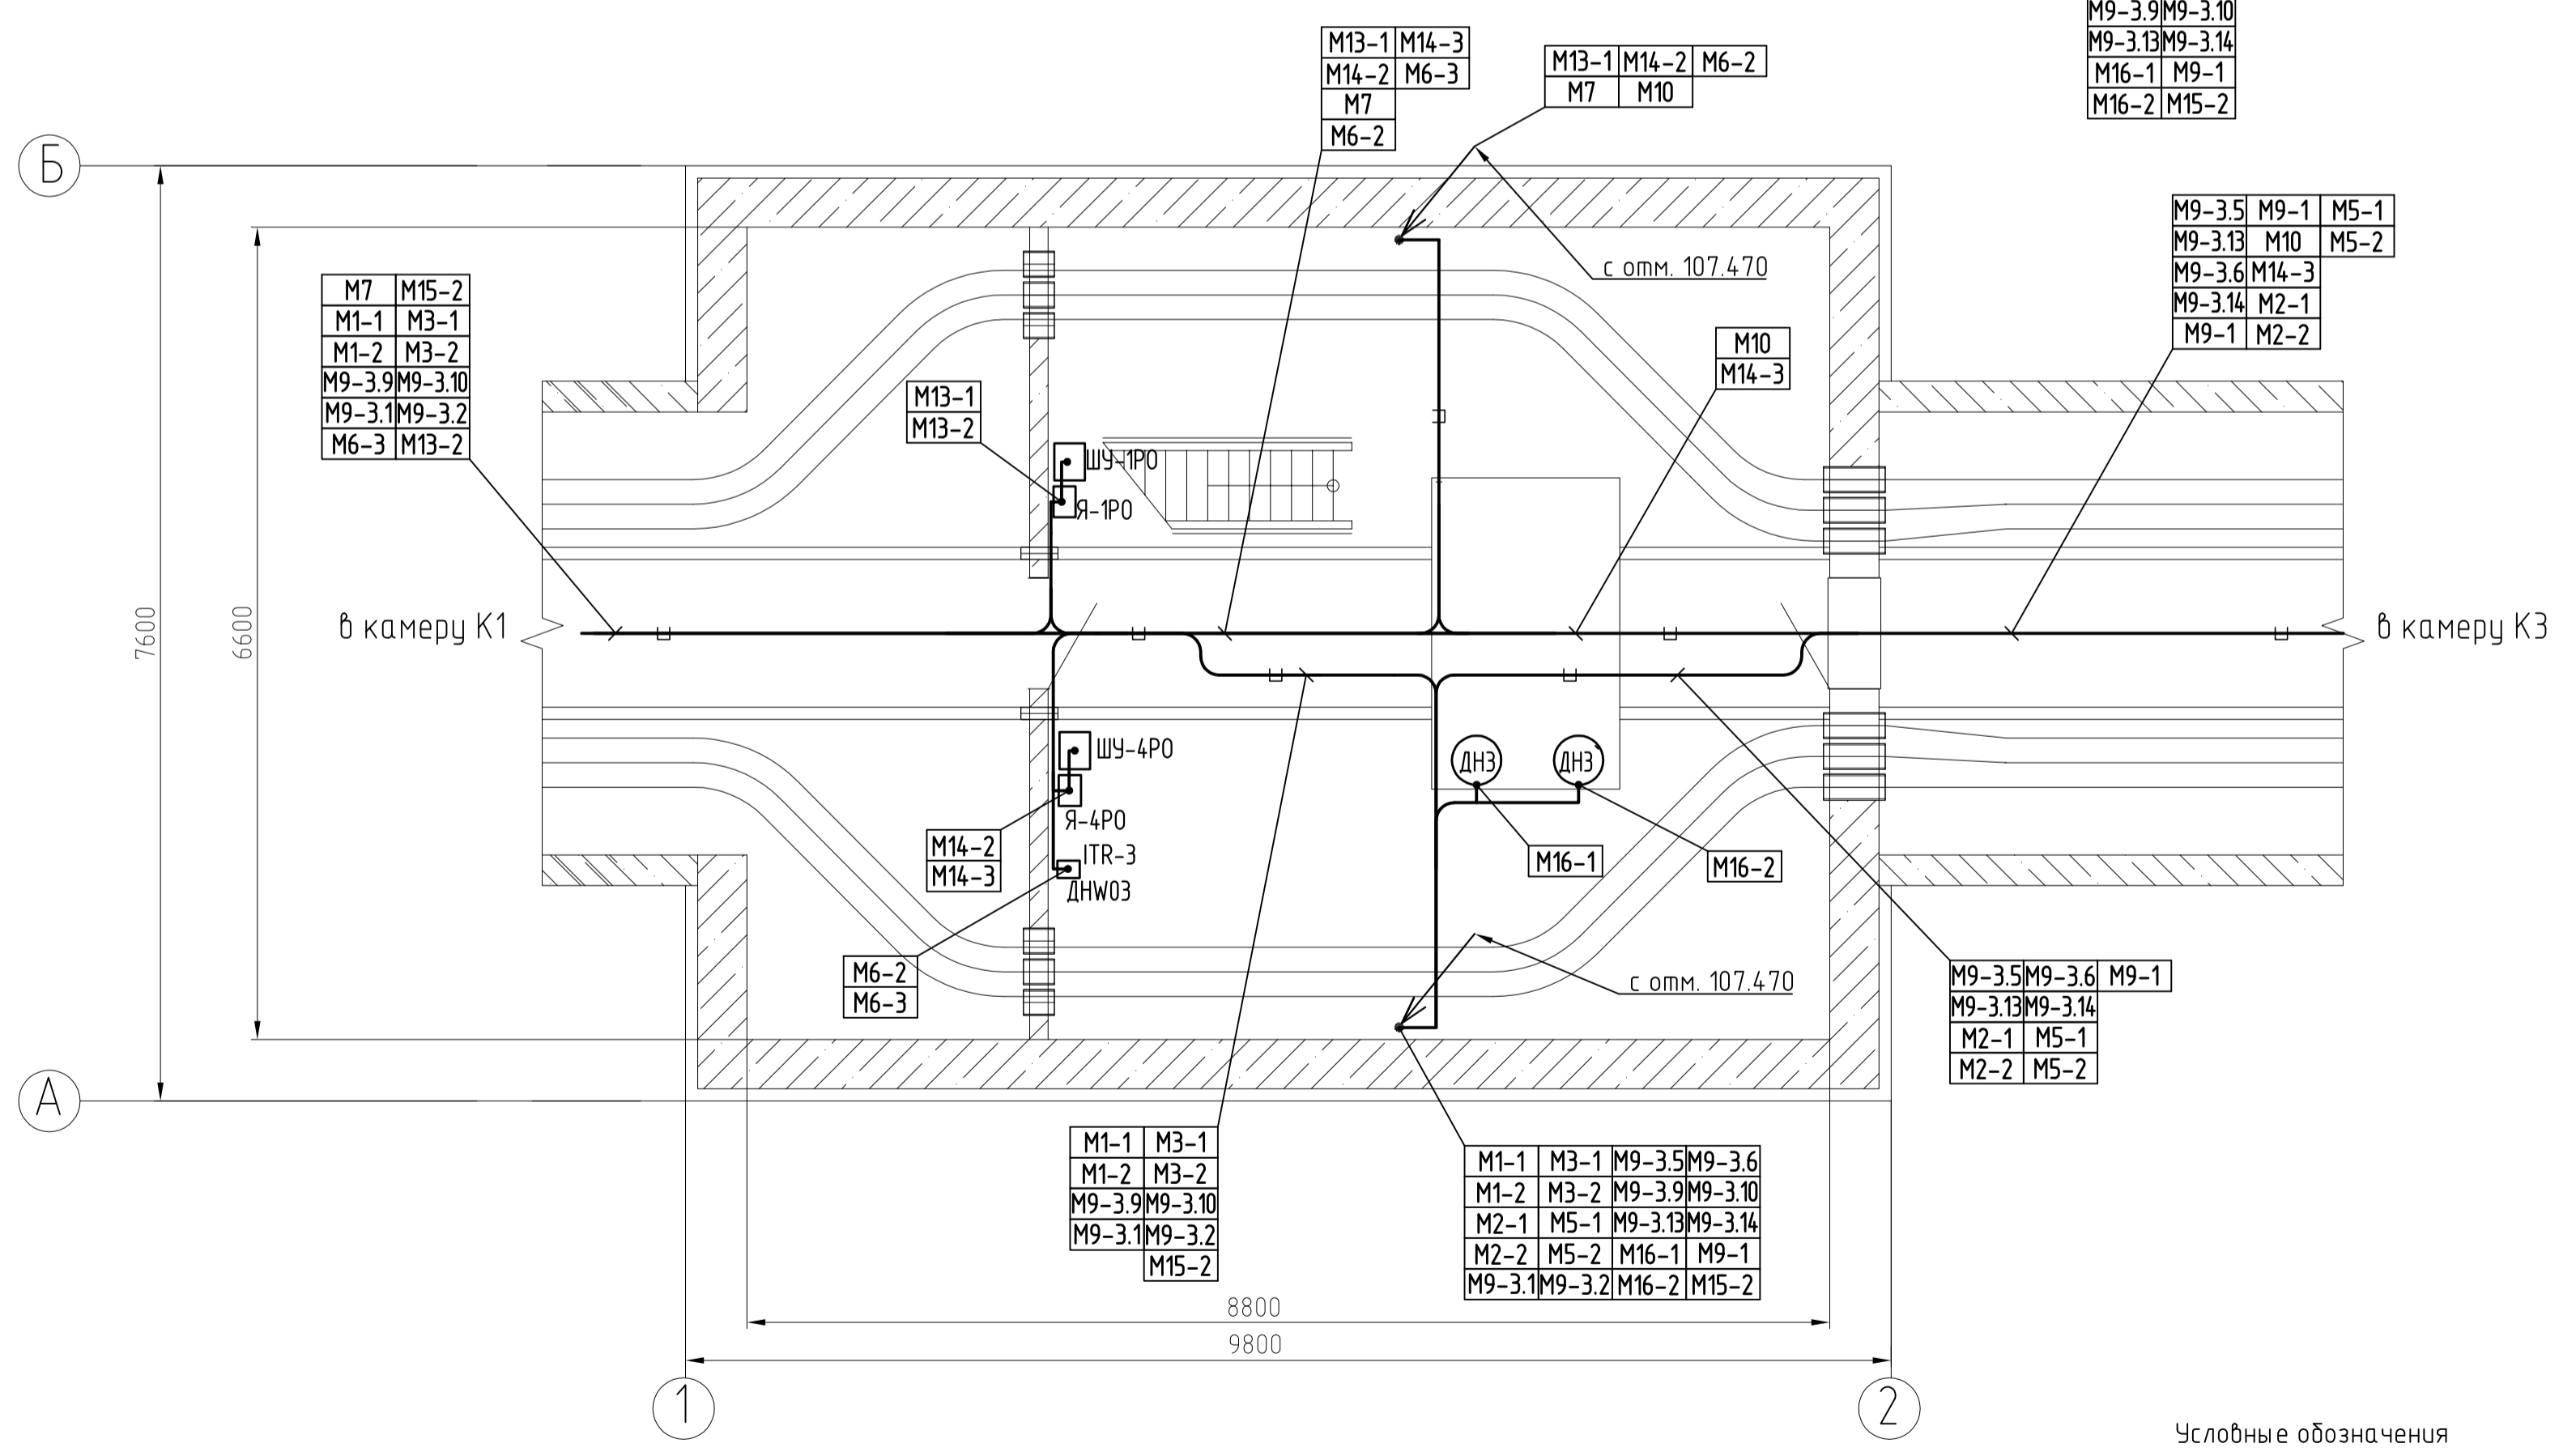 М9-3.9 М9-3.10
М9-3.13 М9-3.14
М16-1 М9-1
М16-2 М15-2
М13-1 М14-3
М14-2 М6-3
М7
М6-2
М13-1 М14-2 М6-2
М7 М10
Б
М9-3.5 М9-1 М5-1
М9-3.13 М10 М5-2
М9-3.6 М14-3
М9-3.14 М2-1
М9-1 М2-2
с отм. 107.470
М7 М15-2
М1-1 М3-1
М1-2 М3-2
М9-3.9 М9-3.10
М9-3.1 М9-3.2
М6-3 М13-2
М10
М14-3
М13-1
М13-2
ШУ-1РО
Я-1РО
7600
6600
в камеру К1
в камеру К3
ШУ-4РО
ДН3
ДН3
Я-4РО
М14-2
М14-3
ITR-3
ДНW03
М16-1
М16-2
М6-2
М6-3
с отм. 107.470
М9-3.5 М9-3.6 М9-1
М9-3.13 М9-3.14
М2-1 М5-1
М2-2 М5-2
А
М1-1 М3-1
М1-2 М3-2
М9-3.9 М9-3.10
М9-3.1 М9-3.2
М15-2
М1-1 М3-1 М9-3.5 М9-3.6
М1-2 М3-2 М9-3.9 М9-3.10
М2-1 М5-1 М9-3.13 М9-3.14
М2-2 М5-2 М16-1 М9-1
М9-3.1 М9-3.2 М16-2 М15-2
8800
9800
1
2
Условные обозначения